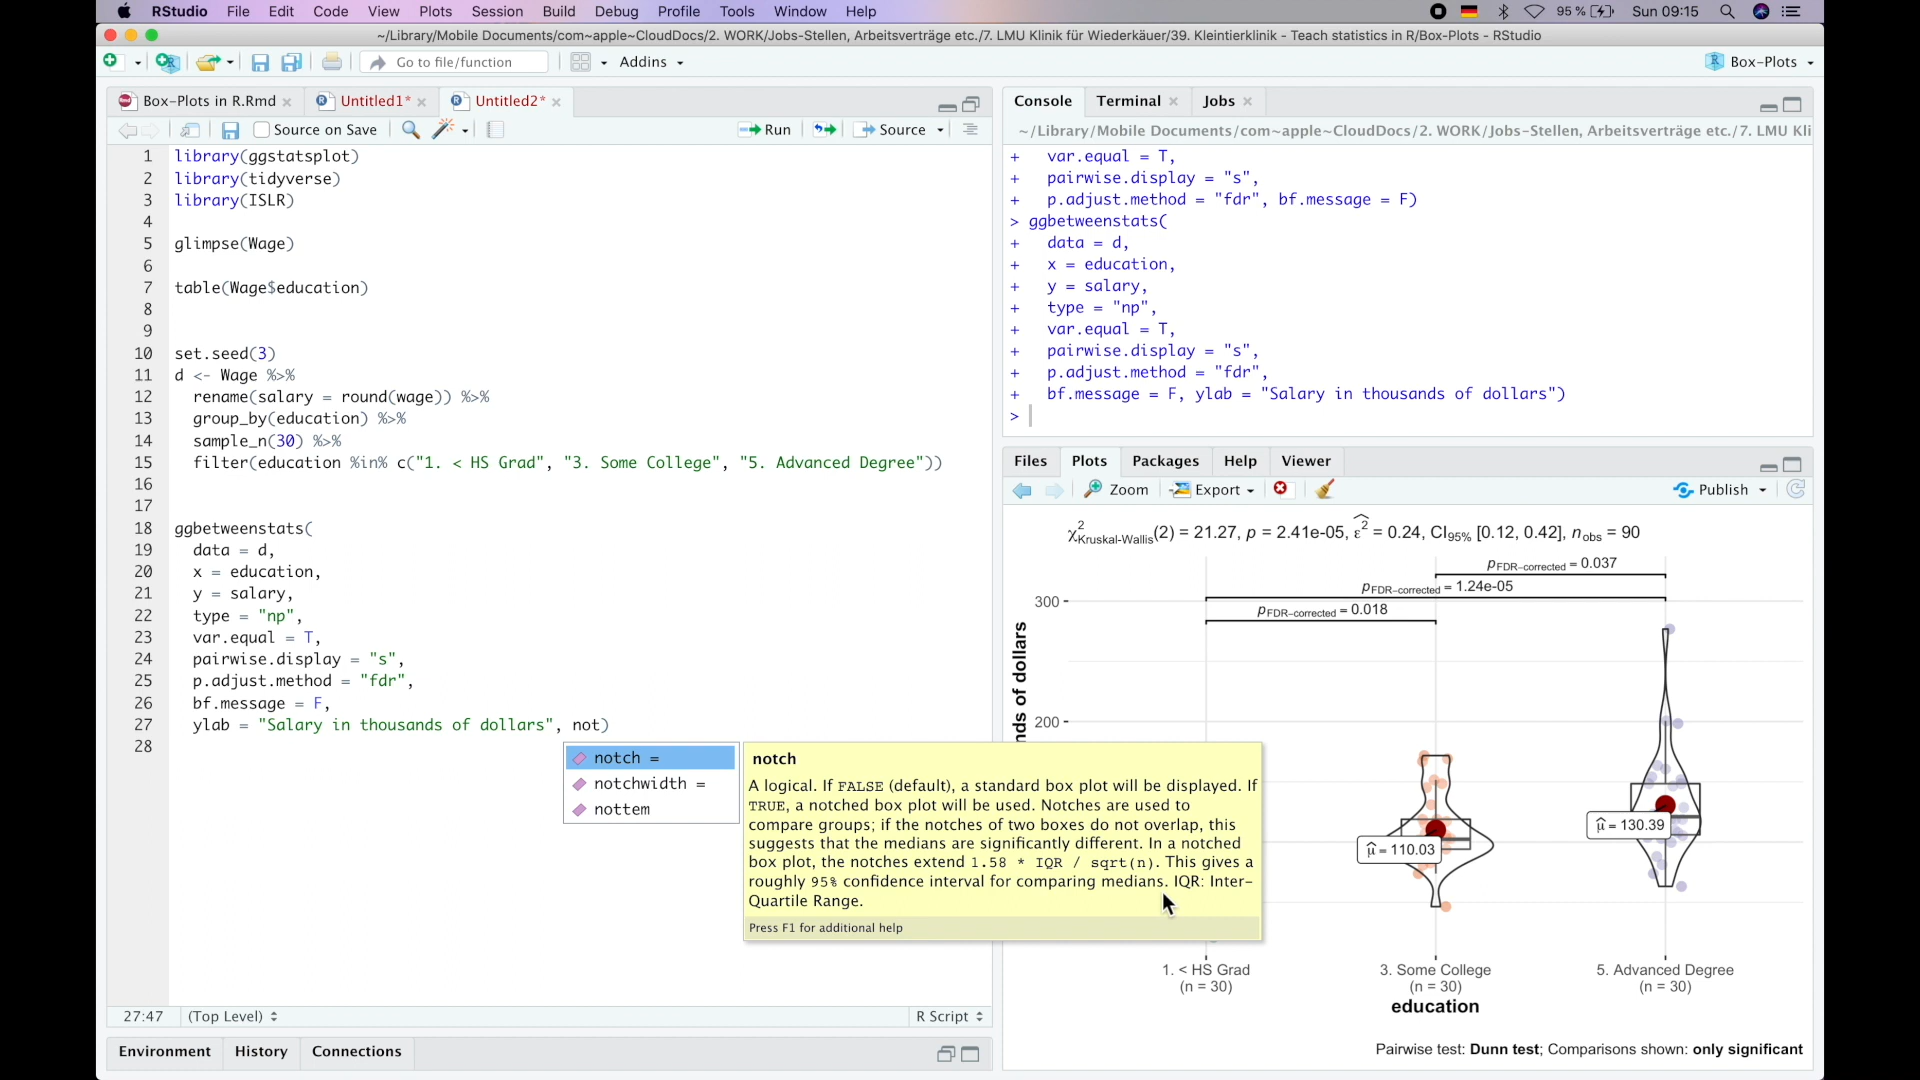 RStudio File Edit Code View Plots Session Build Debug Profile Tools Window Help 95% Sun 09:15
~/Library/Mobile Documents/com~apple~CloudDocs/2. WORK/Jobs-Stellen, Arbeitsverträge etc./7. LMU Klinik für Wiederkäuer/39. Kleintierklinik - Teach statistics in R/Box-Plots - RStudio
Go to file/function Addins Box-Plots
Box-Plots in R.Rmd Untitled1* Untitled2*
Source on Save Run Source
1 library(ggstatsplot)
2 library(tidyverse)
3 library(ISLR)
4
5 glimpse(Wage)
6
7 table(Wage$education)
8
9
10 set.seed(3)
11 d <- Wage %>%
12 rename(salary = round(wage)) %>%
13 group_by(education) %>%
14 sample_n(30) %>%
15 filter(education %in% c("1. < HS Grad", "3. Some College", "5. Advanced Degree"))
16
17
18 ggbetweenstats(
19 data = d,
20 x = education,
21 y = salary,
22 type = "np",
23 var.equal = T,
24 pairwise.display = "s",
25 p.adjust.method = "fdr",
26 bf.message = F,
27 ylab = "Salary in thousands of dollars", not)
28
notch =
notchwidth =
nottem
notch
A logical. If FALSE (default), a standard box plot will be displayed. If
TRUE, a notched box plot will be used. Notches are used to
compare groups; if the notches of two boxes do not overlap, this
suggests that the medians are significantly different. In a notched
box plot, the notches extend 1.58 * IQR / sqrt(n). This gives a
roughly 95% confidence interval for comparing medians. IQR: Inter-
Quartile Range.
Press F1 for additional help
27:47 (Top Level) R Script
Environment History Connections
Console Terminal Jobs
~/Library/Mobile Documents/com~apple~CloudDocs/2. WORK/Jobs-Stellen, Arbeitsverträge etc./7. LMU Kli
+ var.equal = T,
+ pairwise.display = "s",
+ p.adjust.method = "fdr", bf.message = F)
> ggbetweenstats(
+ data = d,
+ x = education,
+ y = salary,
+ type = "np",
+ var.equal = T,
+ pairwise.display = "s",
+ p.adjust.method = "fdr",
+ bf.message = F, ylab = "Salary in thousands of dollars")
>
Files Plots Packages Help Viewer
Zoom Export Publish
χ²Kruskal-Wallis(2) = 21.27, p = 2.41e-05, ε̂² = 0.24, CI95% [0.12, 0.42], nobs = 90
pFDR-corrected = 0.037
pFDR-corrected = 1.24e-05
300
pFDR-corrected = 0.018
nds of dollars
200
μ̂ = 130.39
μ̂ = 110.03
1. < HS Grad 3. Some College 5. Advanced Degree
(n = 30) (n = 30) (n = 30)
education
Pairwise test: Dunn test; Comparisons shown: only significant